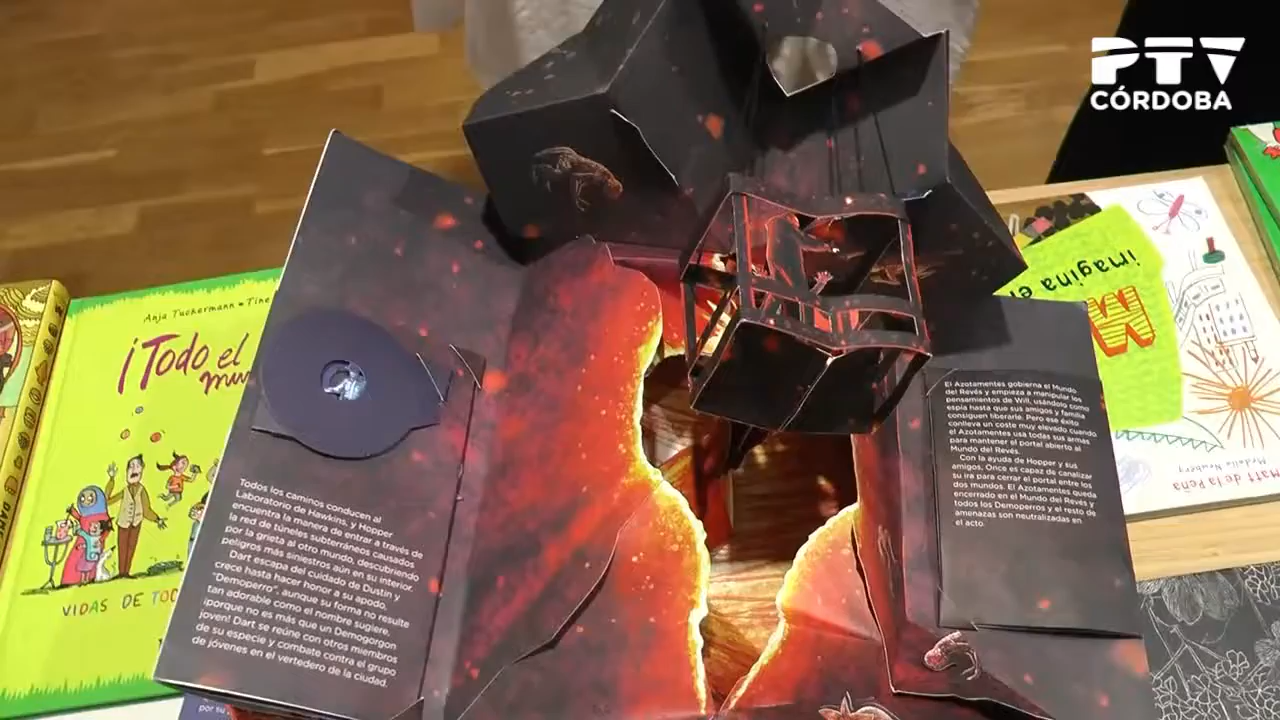 PTV
CÓRDOBA
Anja Tuckermann • Tine
¡Todo el
VIDAS DE TOD
Todos los caminos conducen al
Laboratorio de Hawkins, y Hopper
encuentra la manera de entrar a través de
la red de túneles subterráneos causados
por la grieta al otro mundo, descubriendo
peligros más siniestros aún en su interior.
Dart escapa del cuidado de Dustin y
crece hasta hacer honor a su apodo,
"Demoperro", aunque su forma no resulte
tan adorable como el nombre sugiere,
¡porque no es más que un Demogorgon
joven! Dart se reúne con otros miembros
de su especie y combate contra el grupo
de jóvenes en el vertedero de la ciudad.
El Azotamentes gobierna el Mundo
del Revés y empieza a manipular los
pensamientos de Will, usándolo como
espía hasta que sus amigos y familia
consiguen liberarle. Pero ese éxito
conlleva un coste muy elevado cuando
el Azotamentes usa todas sus armas
para mantener el portal abierto al
Mundo del Revés.
Con la ayuda de Hopper y sus
amigos, Once es capaz de canalizar
su ira para cerrar el portal entre los
dos mundos. El Azotamentes queda
encerrado en el Mundo del Revés y
todos los Demoperros y el resto de
amenazas son neutralizadas en
el acto.
imagina
Matt de la Peña
Medalla Newbery
por su